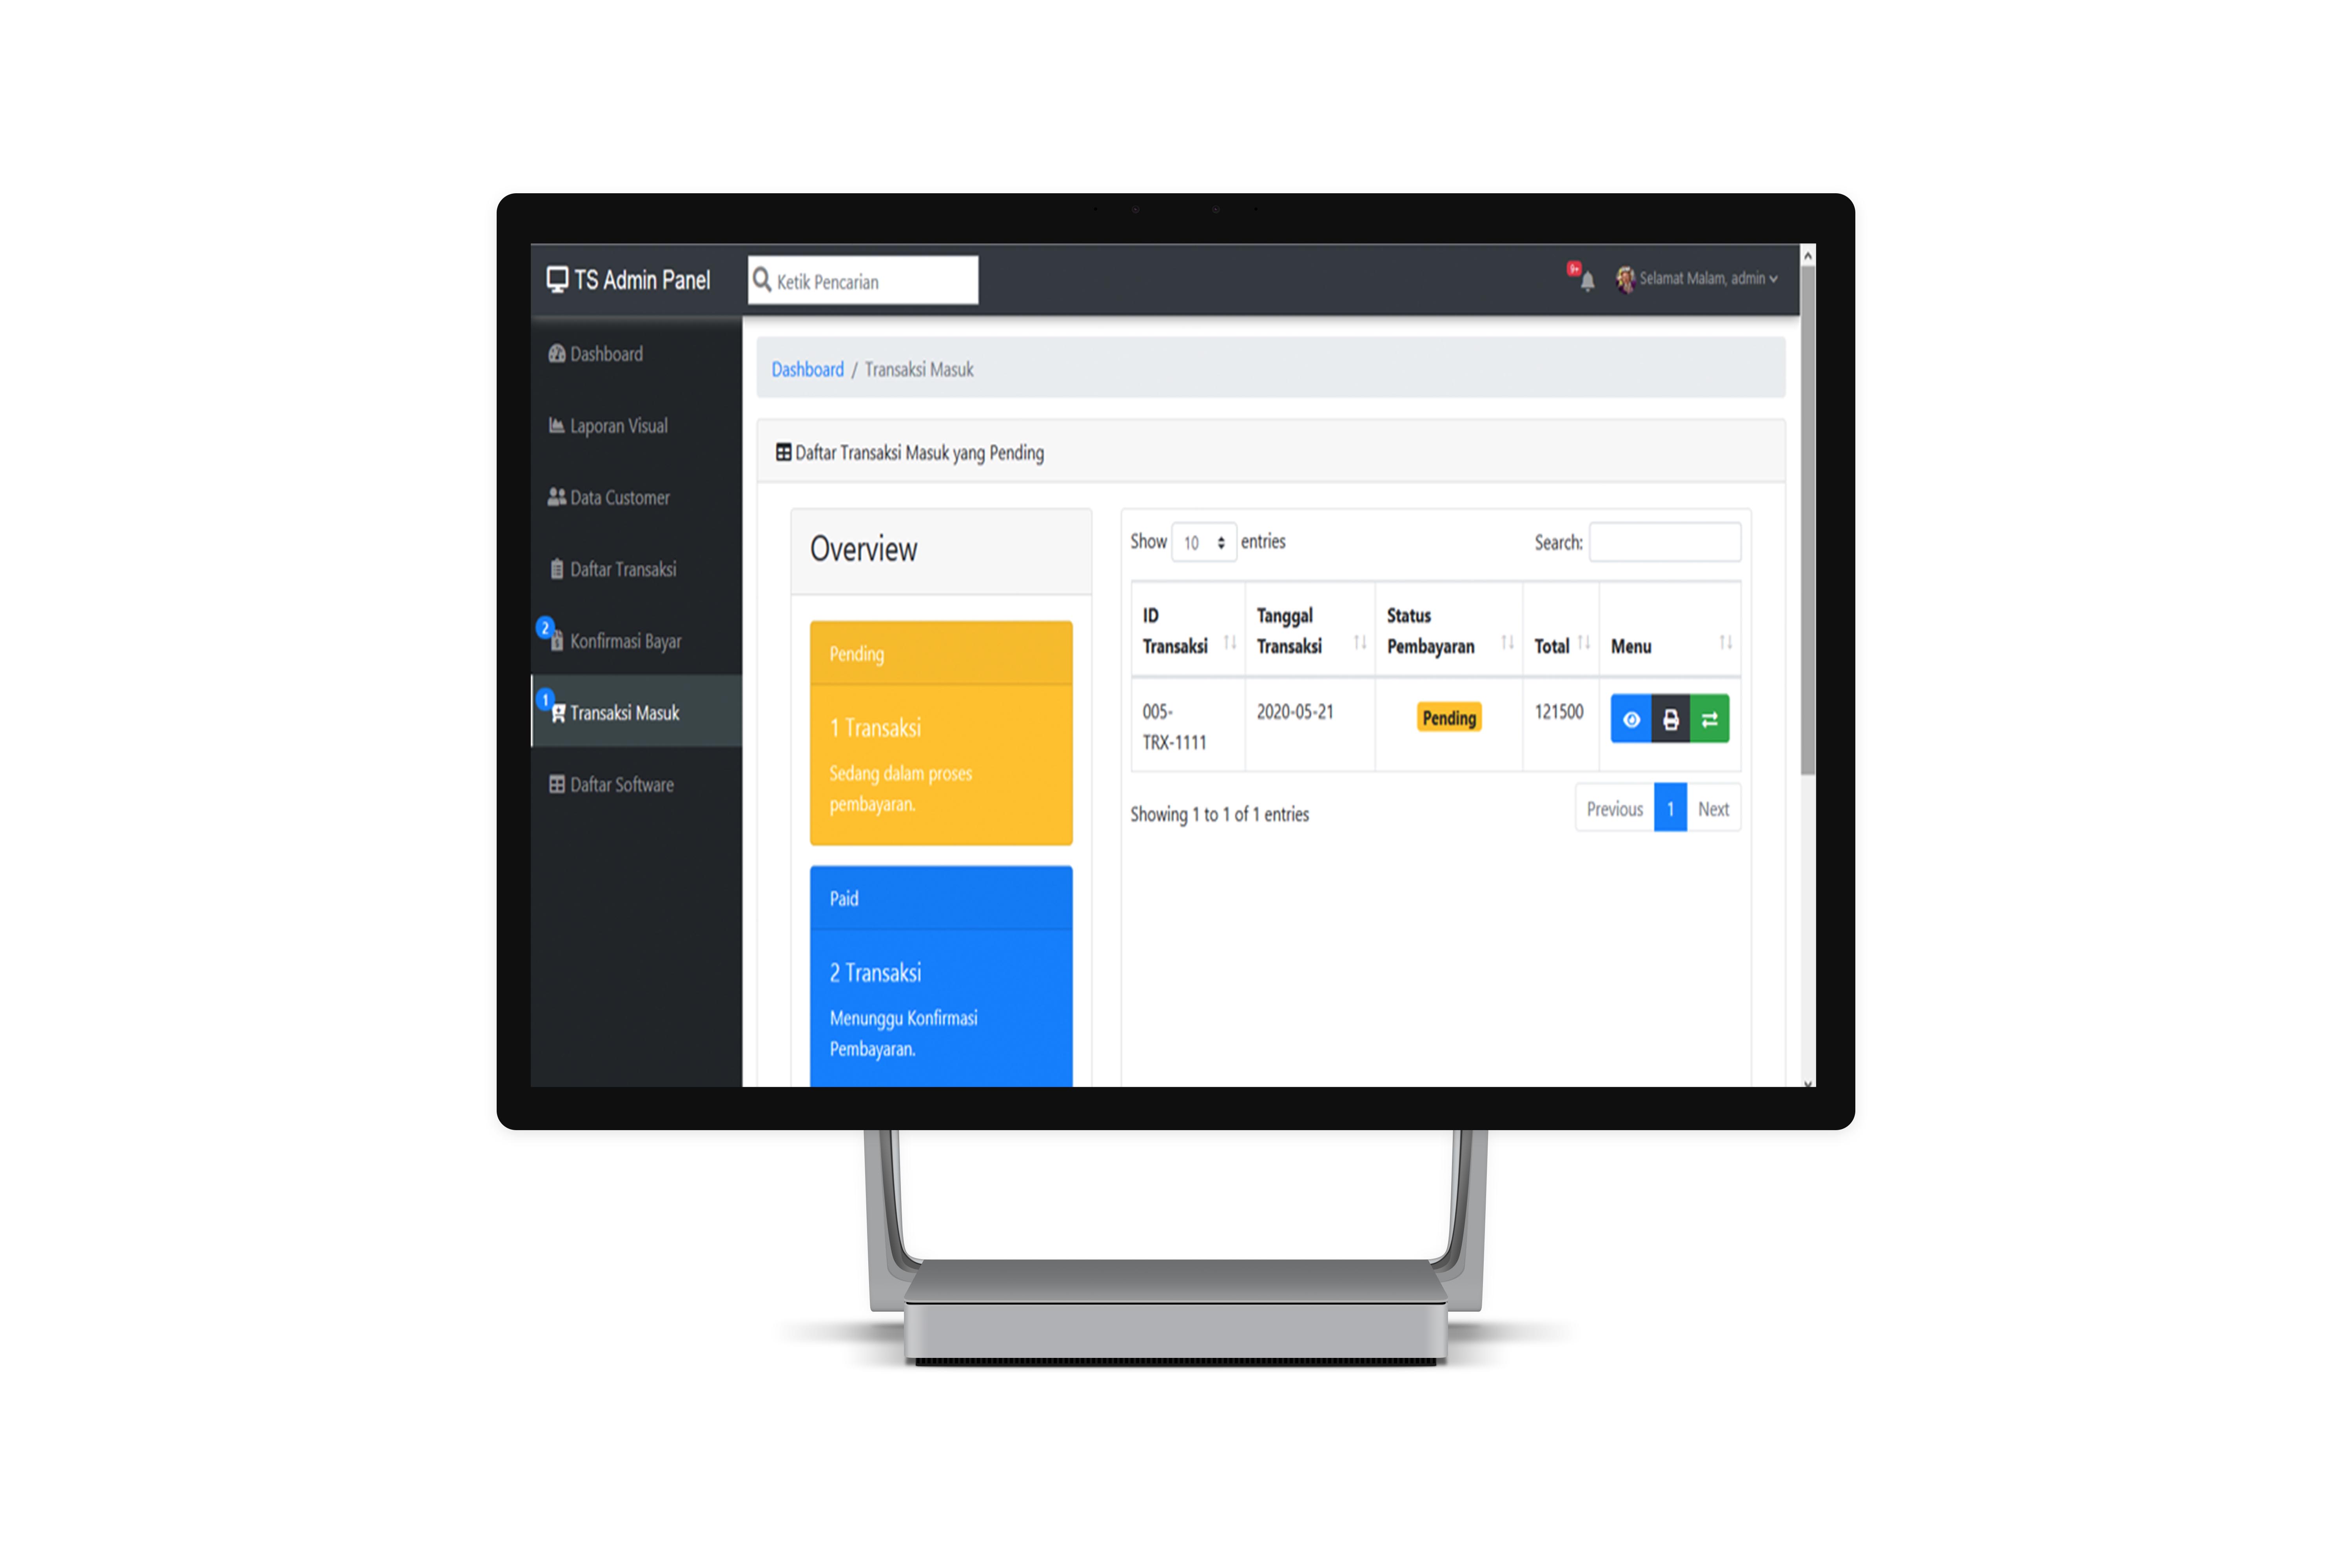 TS Admin Panel
Ketik Pencarian
9+
Selamat Malam, admin
Dashboard
Laporan Visual
Data Customer
Daftar Transaksi
2
Konfirmasi Bayar
1
Transaksi Masuk
Daftar Software
Dashboard / Transaksi Masuk
Daftar Transaksi Masuk yang Pending
Overview
Pending
1 Transaksi
Sedang dalam proses
pembayaran.
Paid
2 Transaksi
Menunggu Konfirmasi
Pembayaran.
Show 10 entries
Search:
ID
Transaksi
Tanggal
Transaksi
Status
Pembayaran
Total
Menu
005-
TRX-1111
2020-05-21
Pending
121500
Showing 1 to 1 of 1 entries
Previous 1 Next